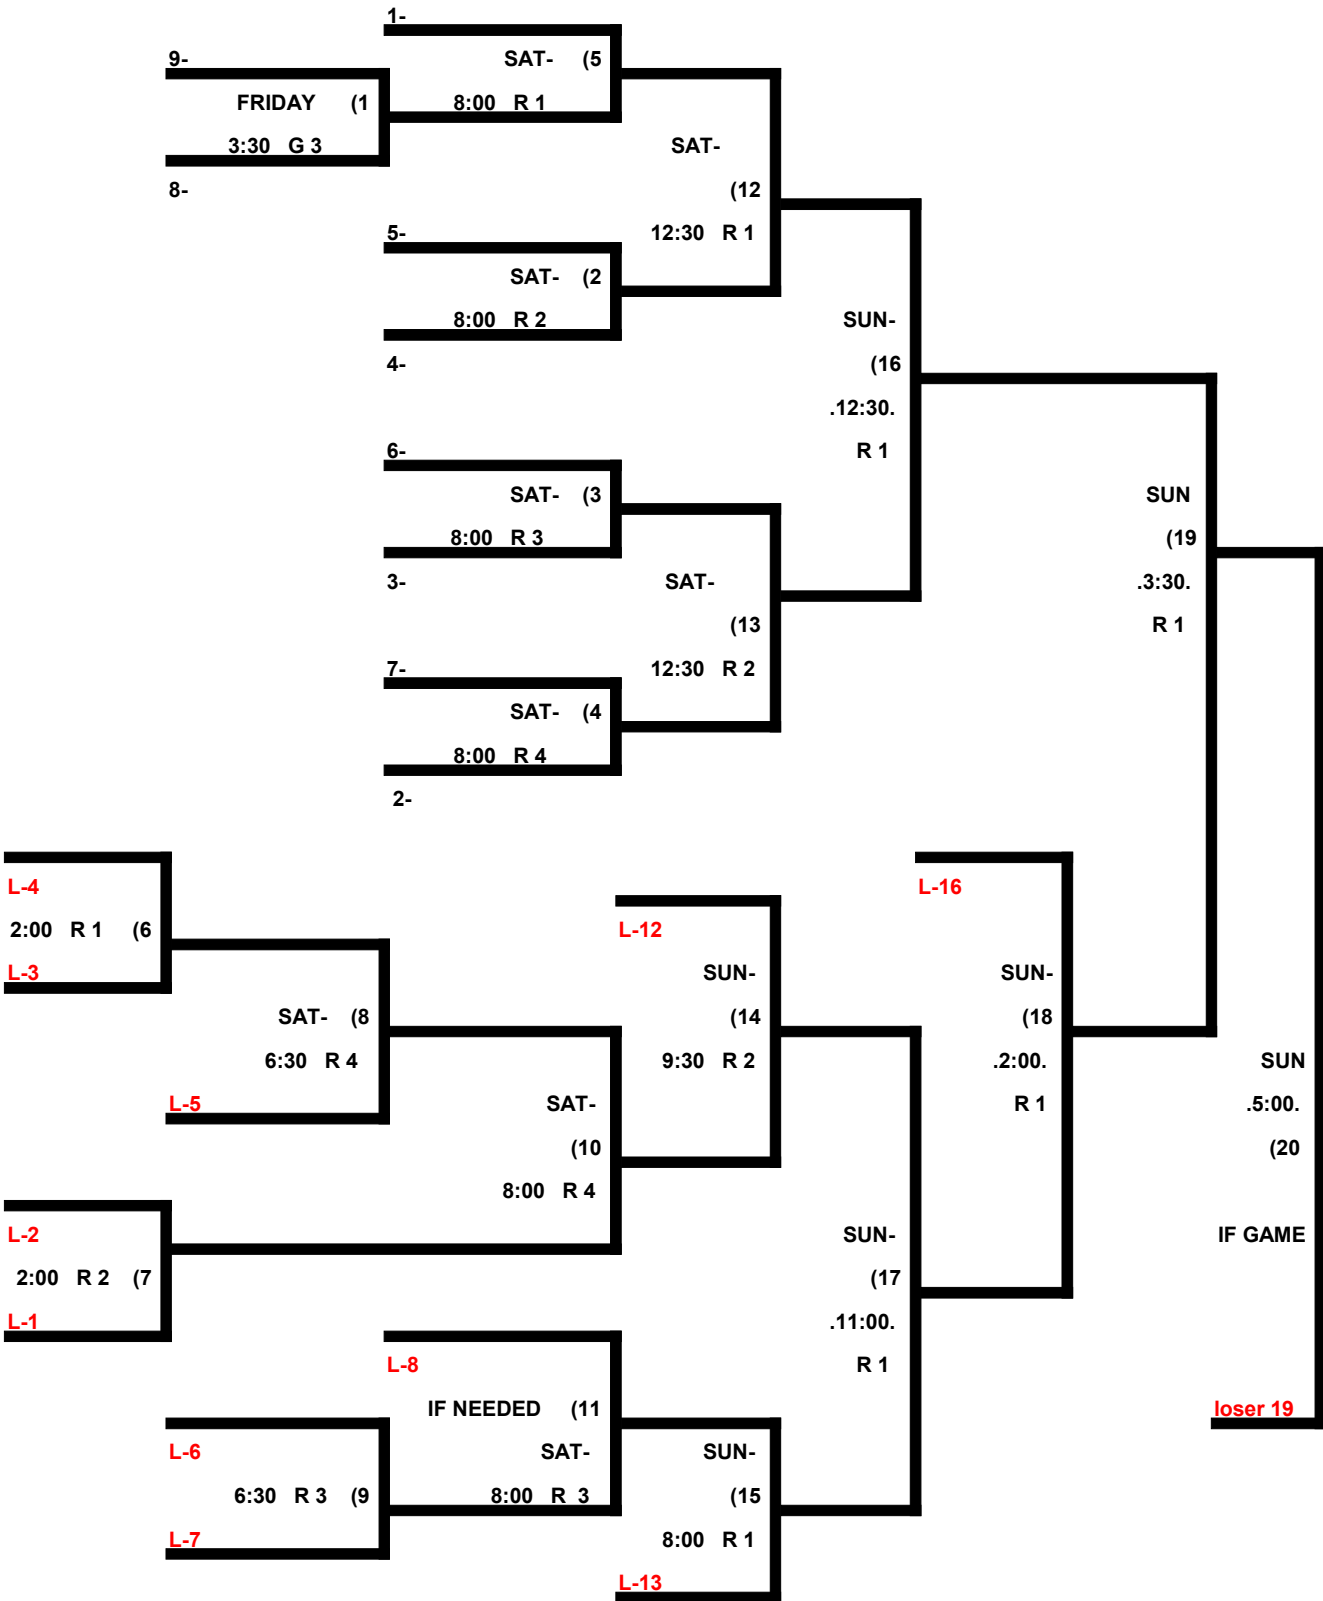 1-
9-
SAT- (5
FRIDAY (1
8:00 R 1
3:30 G 3
SAT-
8-
(12
5-
12:30 R 1
SAT- (2
8:00 R 2
SUN-
4-
(16
.12:30.
6-
R 1
SAT- (3
SUN
8:00 R 3
(19
3-
SAT-
.3:30.
(13
R 1
7-
12:30 R 2
SAT- (4
8:00 R 4
2-
L-4
L-16
2:00 R 1 (6
L-12
L-3
SUN-
SUN-
SAT- (8
(14
(18
6:30 R 4
9:30 R 2
.2:00.
SUN
L-5
SAT-
R 1
.5:00.
(10
(20
8:00 R 4
L-2
SUN-
IF GAME
2:00 R 2 (7
(17
L-1
.11:00.
L-8
R 1
IF NEEDED (11
loser 19
L-6
SAT-
SUN-
6:30 R 3 (9
8:00 R 3
(15
L-7
8:00 R 1
L-13